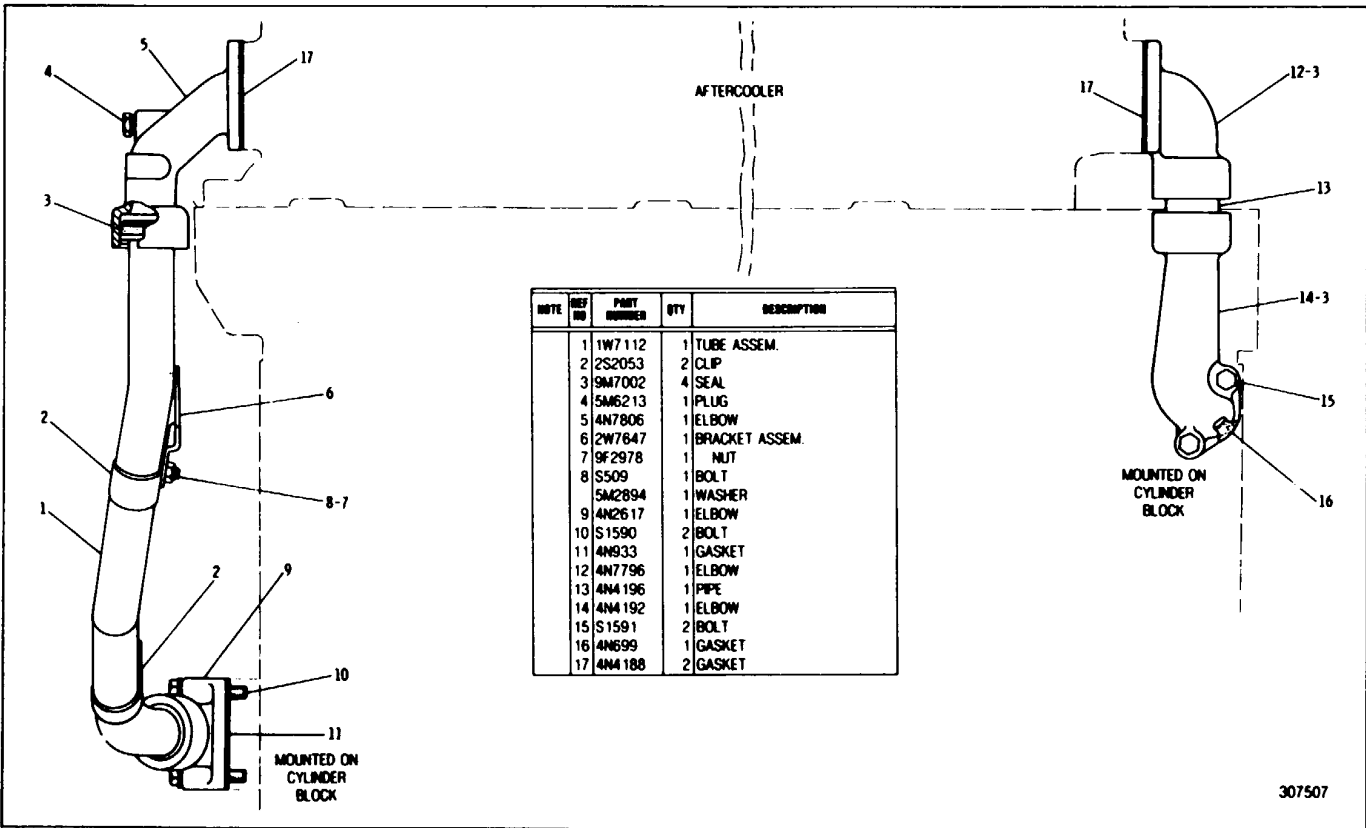 5
4
17
3
2
6
8-7
1
2
9
10
11
MOUNTED ON
CYLINDER
BLOCK
AFTERCOOLER
17
12-3
13
14-3
15
16
MOUNTED ON
CYLINDER
BLOCK
NOTE REF NO PART NUMBER QTY DESCRIPTION
1 1W7112 1 TUBE ASSEM.
2 2S2053 2 CLIP
3 9M7002 4 SEAL
4 5M6213 1 PLUG
5 4N7806 1 ELBOW
6 2W7647 1 BRACKET ASSEM.
7 9F2978 1 NUT
8 S509 1 BOLT
5M2894 1 WASHER
9 4N2617 1 ELBOW
10 S1590 2 BOLT
11 4N933 1 GASKET
12 4N7796 1 ELBOW
13 4N4196 1 PIPE
14 4N4192 1 ELBOW
15 S1591 2 BOLT
16 4N699 1 GASKET
17 4N4188 2 GASKET
307507